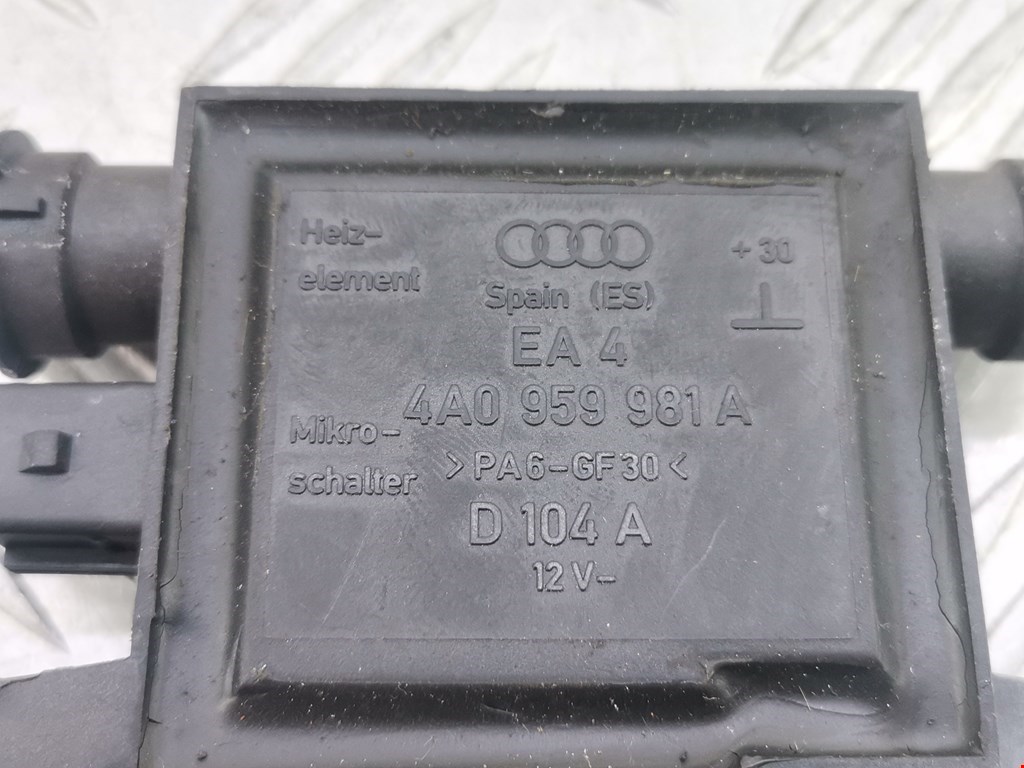 Heiz-
element
Spain (ES)
+ 30
EA 4
4A0 959 981 A
Mikro-
schalter
>PA6-GF30<
D 104 A
12 V-